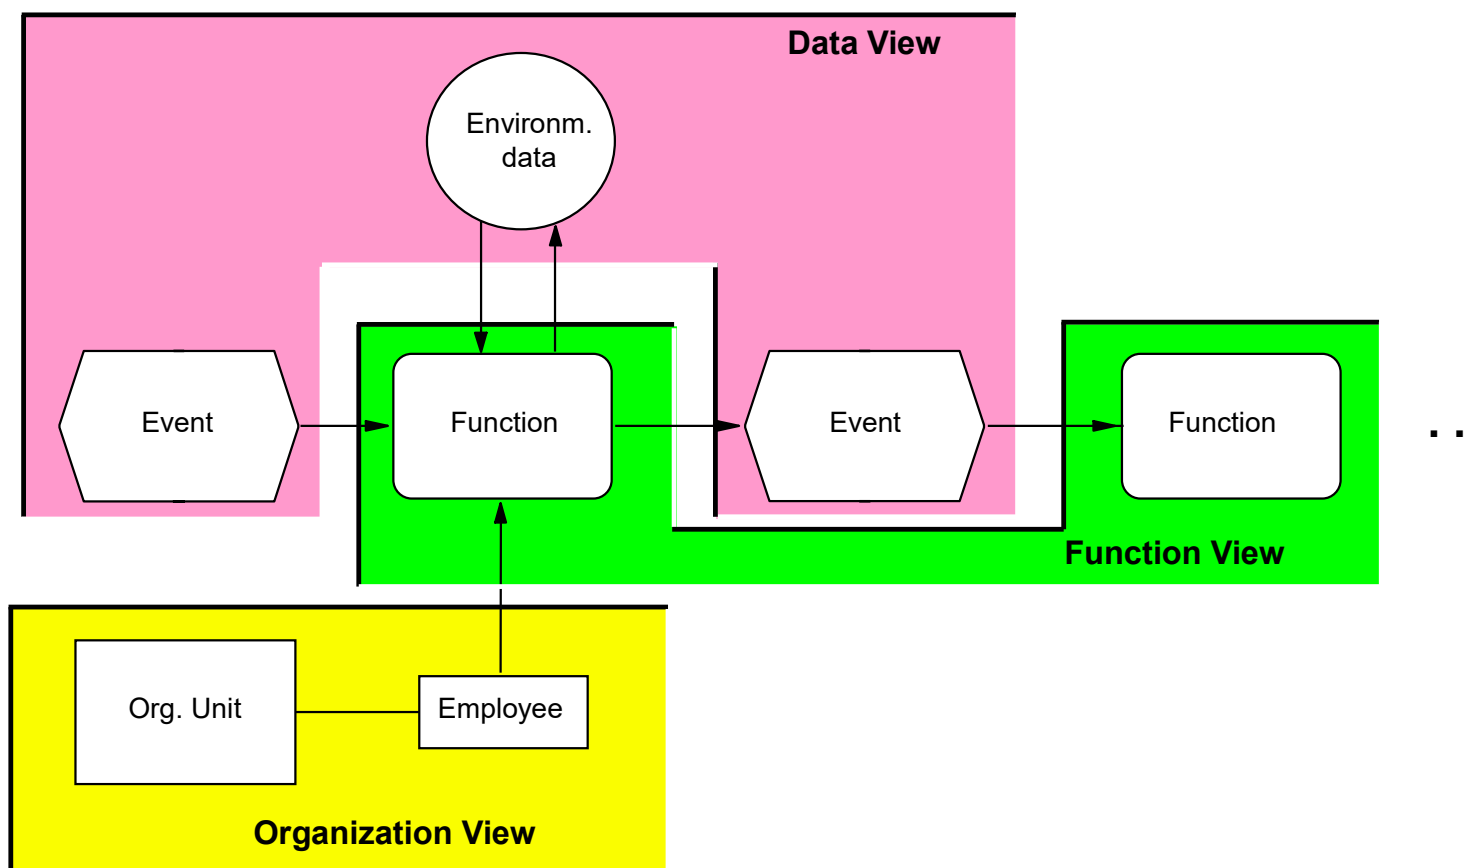 Data View
Environm.
data
Event
Function
Event
Function
. .
Function View
Org. Unit
Employee
Organization View